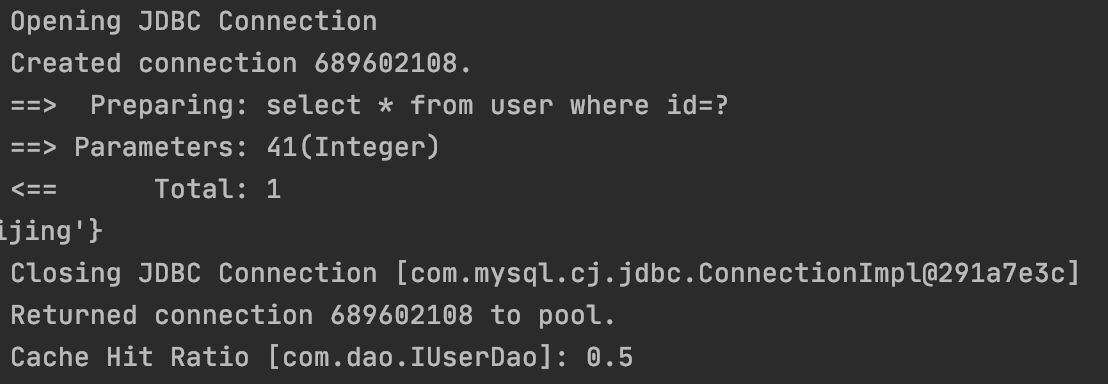 Opening JDBC Connection
Created connection 689602108.
==>  Preparing: select * from user where id=?
==> Parameters: 41(Integer)
<==      Total: 1
ijing'}
Closing JDBC Connection [com.mysql.cj.jdbc.ConnectionImpl@291a7e3c]
Returned connection 689602108 to pool.
Cache Hit Ratio [com.dao.IUserDao]: 0.5